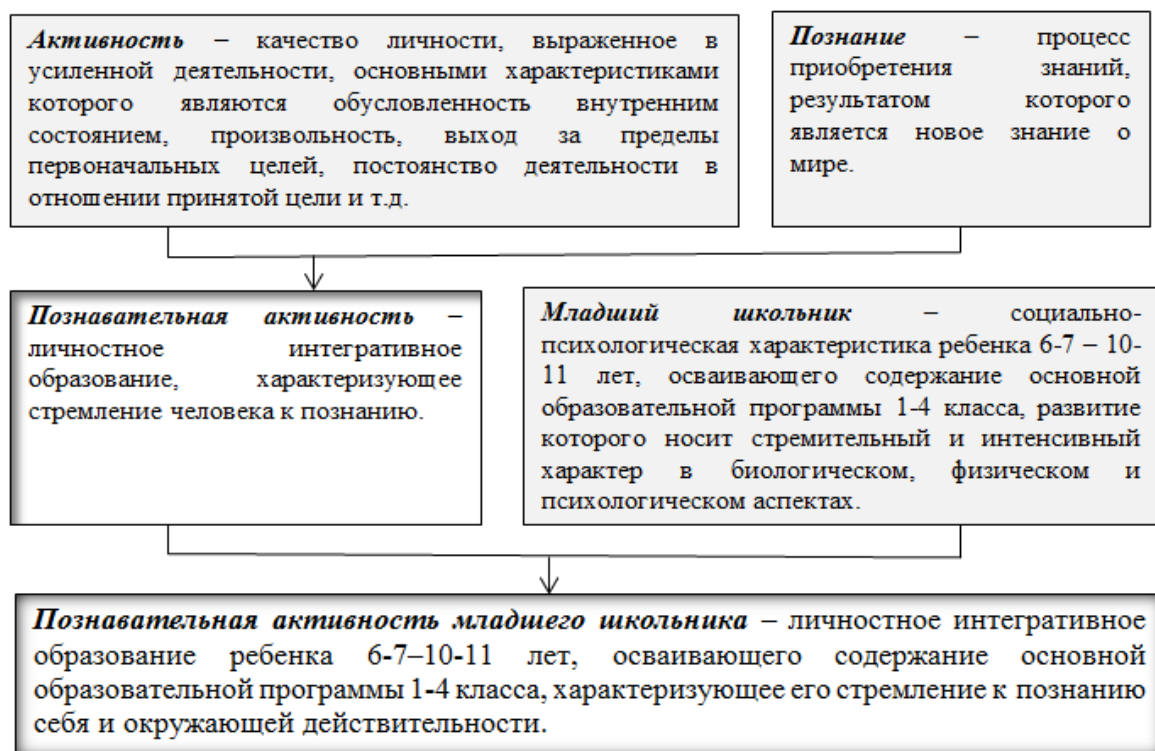 Активность – качество личности, выраженное в
усиленной деятельности, основными характеристиками
которого являются обусловленность внутренним
состоянием, произвольность, выход за пределы
первоначальных целей, постоянство деятельности в
отношении принятой цели и т.д.
Познание – процесс
приобретения знаний,
результатом которого
является новое знание о
мире.
Познавательная активность –
личностное интегративное
образование, характеризующее
стремление человека к познанию.
Младший школьник – социально-
психологическая характеристика ребенка 6-7 – 10-
11 лет, осваивающего содержание основной
образовательной программы 1-4 класса, развитие
которого носит стремительный и интенсивный
характер в биологическом, физическом и
психологическом аспектах.
Познавательная активность младшего школьника – личностное интегративное
образование ребенка 6-7–10-11 лет, осваивающего содержание основной
образовательной программы 1-4 класса, характеризующее его стремление к познанию
себя и окружающей действительности.